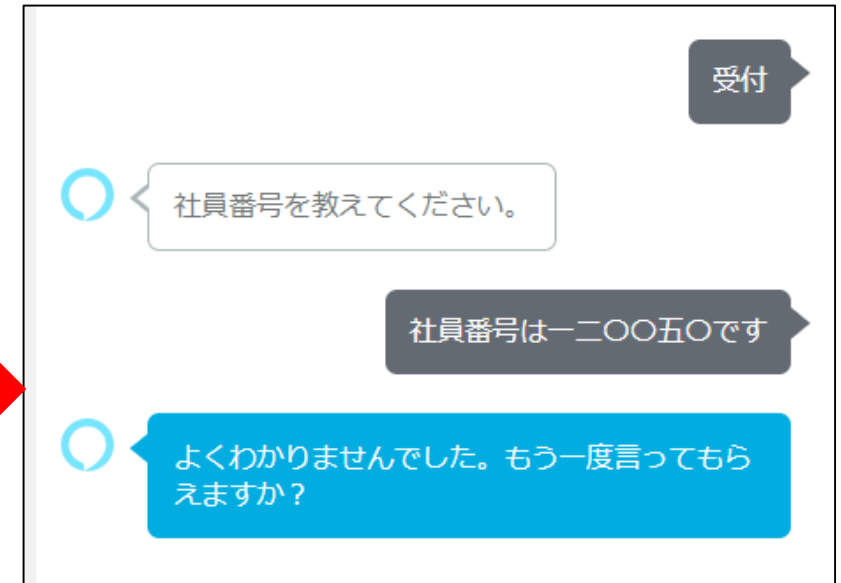 受付
社員番号を教えてください。
社員番号は一二〇〇五〇です
よくわかりませんでした。もう一度言ってもら
えますか？